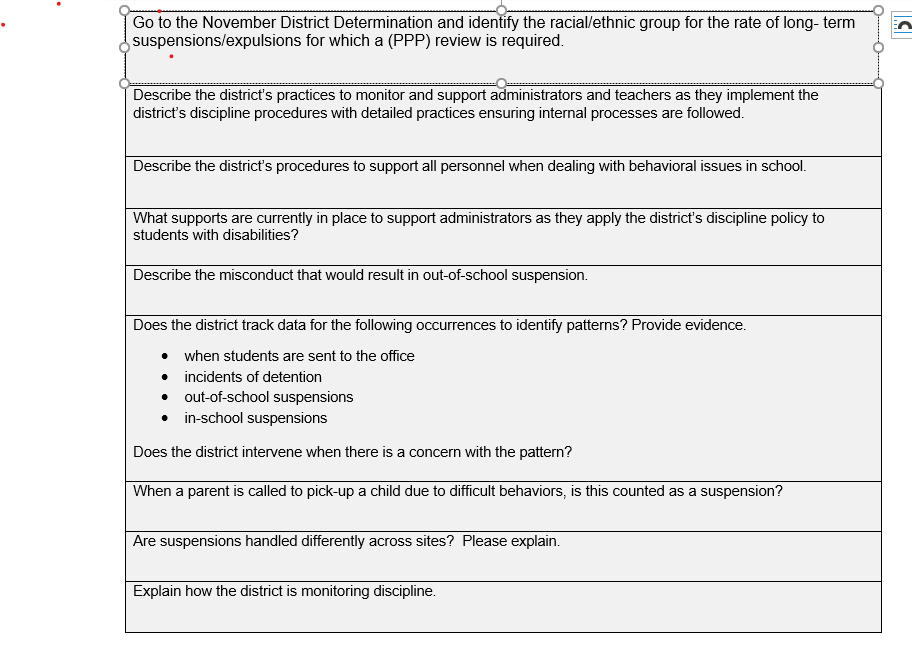 Go to the November District Determination and identify the racial/ethnic group for the rate of long- term
suspensions/expulsions for which a (PPP) review is required.
Describe the district's practices to monitor and support administrators and teachers as they implement the
district's discipline procedures with detailed practices ensuring internal processes are followed.
Describe the district's procedures to support all personnel when dealing with behavioral issues in school.
What supports are currently in place to support administrators as they apply the district's discipline policy to
students with disabilities?
Describe the misconduct that would result in out-of-school suspension.
Does the district track data for the following occurrences to identify patterns? Provide evidence.
• when students are sent to the office
• incidents of detention
• out-of-school suspensions
• in-school suspensions
Does the district intervene when there is a concern with the pattern?
When a parent is called to pick-up a child due to difficult behaviors, is this counted as a suspension?
Are suspensions handled differently across sites?  Please explain.
Explain how the district is monitoring discipline.